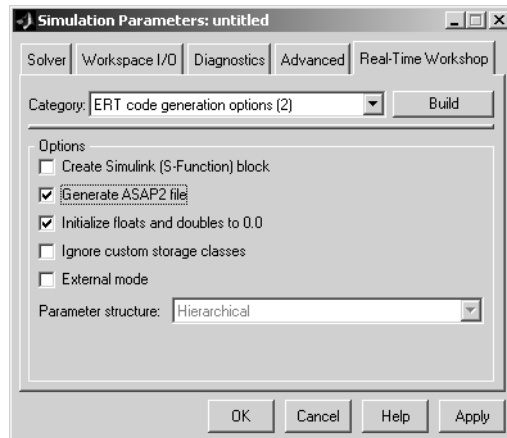 Simulation Parameters: untitled
Solver Workspace I/O Diagnostics Advanced Real-Time Workshop
Category: ERT code generation options (2) Build
Options
Create Simulink (S-Function) block
Generate ASAP2 file
Initialize floats and doubles to 0.0
Ignore custom storage classes
External mode
Parameter structure: Hierarchical
OK Cancel Help Apply